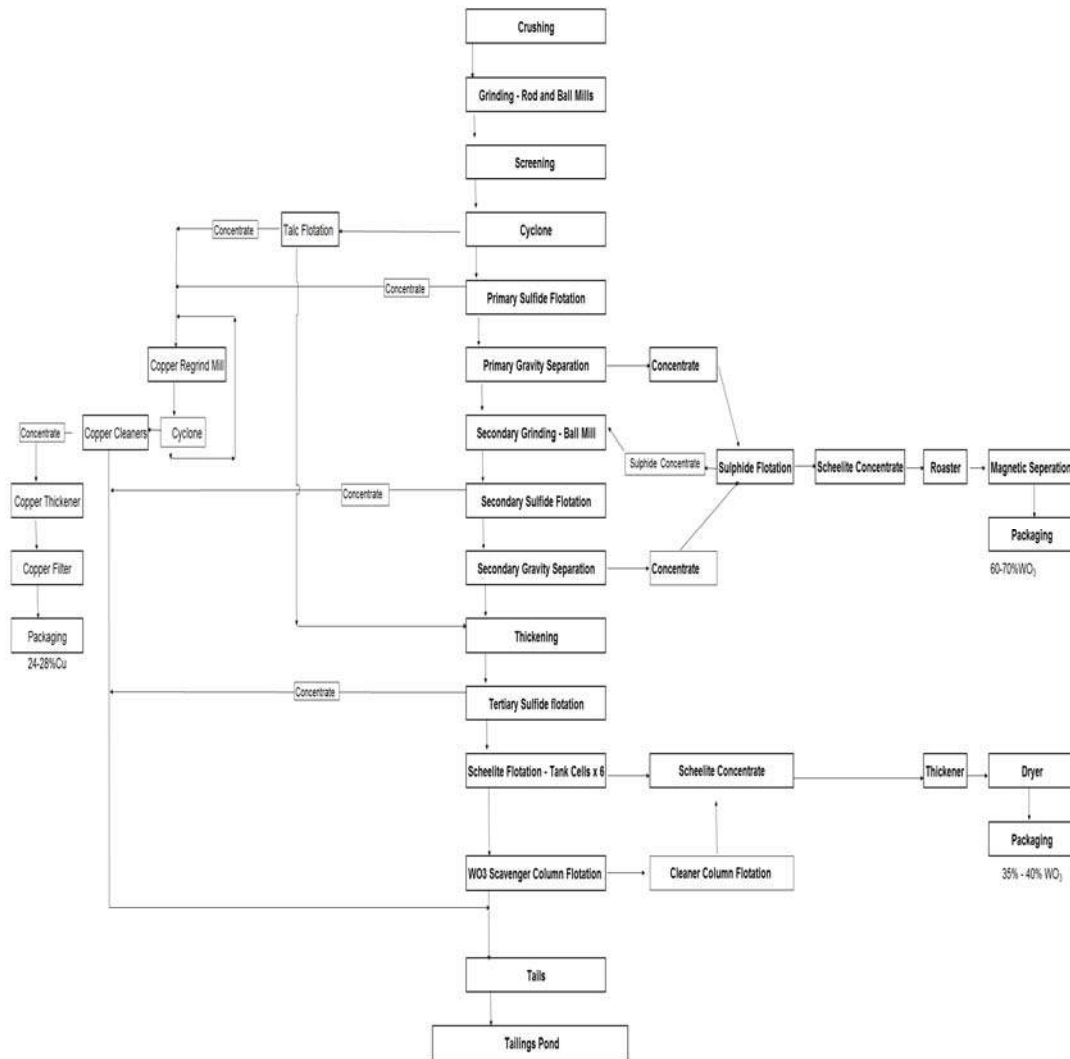 Crushing
Grinding - Rod and Ball Mills
Screening
Concentrate
Talc Flotation
Cyclone
Concentrate
Primary Sulfide Flotation
Copper Regrind Mill
Primary Gravity Separation
Concentrate
Concentrate
Copper Cleaners
Cyclone
Secondary Grinding - Ball Mill
Sulphide Concentrate
Sulphide Flotation
Scheelite Concentrate
Roaster
Magnetic Seperation
Copper Thickener
Concentrate
Secondary Sulfide Flotation
Packaging
60-70%WO₃
Copper Filter
Secondary Gravity Separation
Concentrate
Packaging
24-28%Cu
Thickening
Concentrate
Tertiary Sulfide flotation
Scheelite Flotation - Tank Cells x 6
Scheelite Concentrate
Thickener
Dryer
Packaging
35% - 40% WO₃
WO3 Scavenger Column Flotation
Cleaner Column Flotation
Tails
Tailings Pond